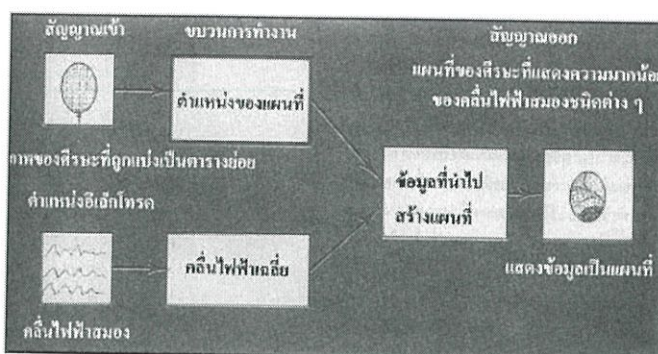 สัญญาณเข้า
ขบวนการทำงาน
สัญญาณออก
แผนที่ของศีรษะที่แสดงความมากน้อย
ของคลื่นไฟฟ้าสมองชนิดต่าง ๆ
ตำแหน่งของแผนที่
ภาพของศีรษะที่ถูกแบ่งเป็นตารางย่อย
ตำแหน่งอีเล็กโทรด
ข้อมูลที่นำไป
สร้างแผนที่
คลื่นไฟฟ้าเฉลี่ย
แสดงข้อมูลเป็นแผนที่
คลื่นไฟฟ้าสมอง